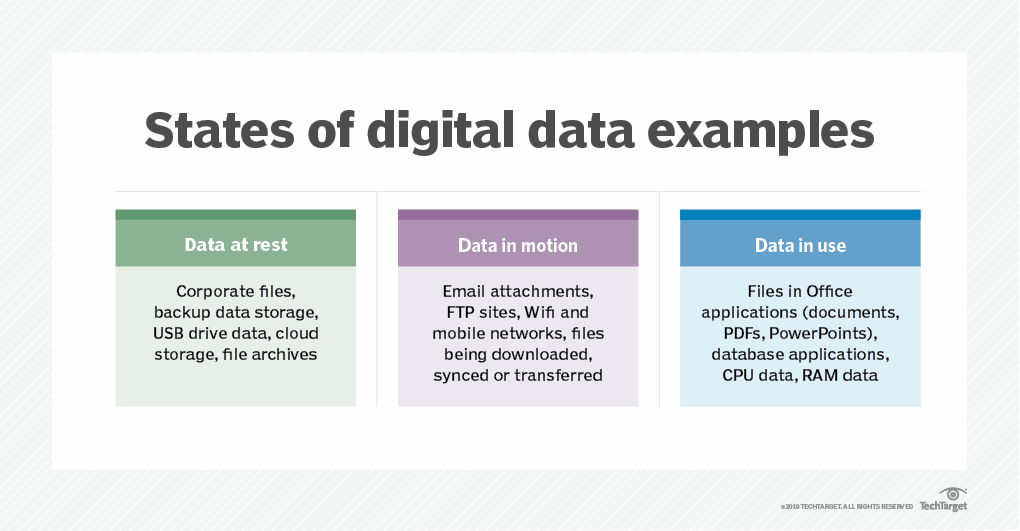 States of digital data examples
Data at rest
Corporate files,
backup data storage,
USB drive data, cloud
storage, file archives
Data in motion
Email attachments,
FTP sites, Wifi and
mobile networks, files
being downloaded,
synced or transferred
Data in use
Files in Office
applications (documents,
PDFs, PowerPoints),
database applications,
CPU data, RAM data
©2019 TECHTARGET. ALL RIGHTS RESERVED TechTarget